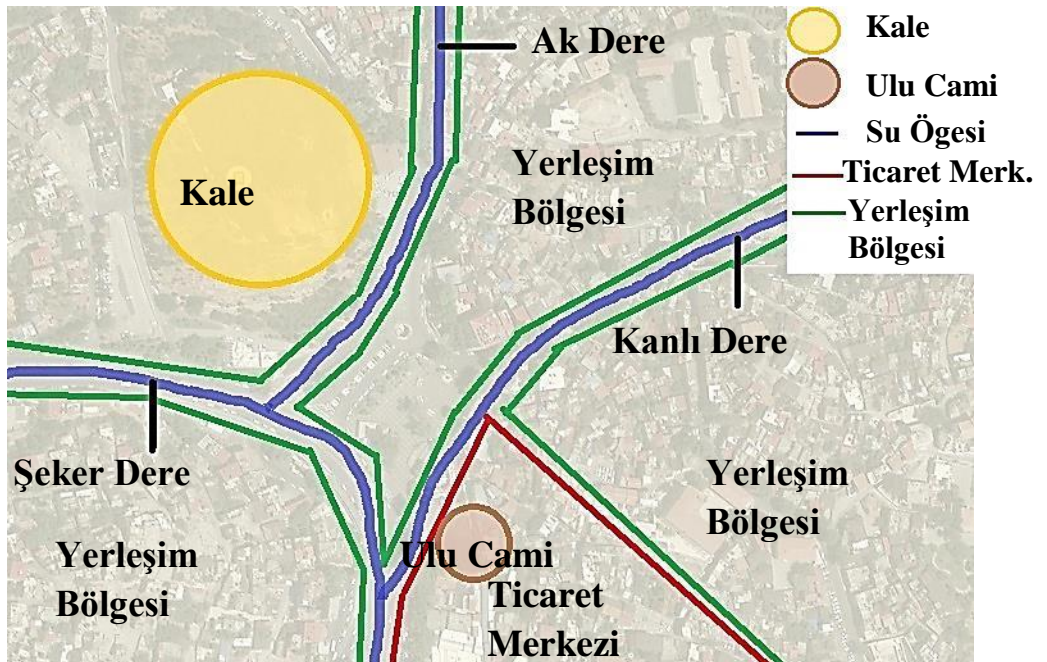 Ak Dere
Kale
Ulu Cami
Su Ögesi
Ticaret Merk.
Yerleşim
Bölgesi
Yerleşim
Bölgesi
Kale
Kanlı Dere
Şeker Dere
Yerleşim
Bölgesi
Yerleşim
Bölgesi
Ulu Cami
Ticaret
Merkezi